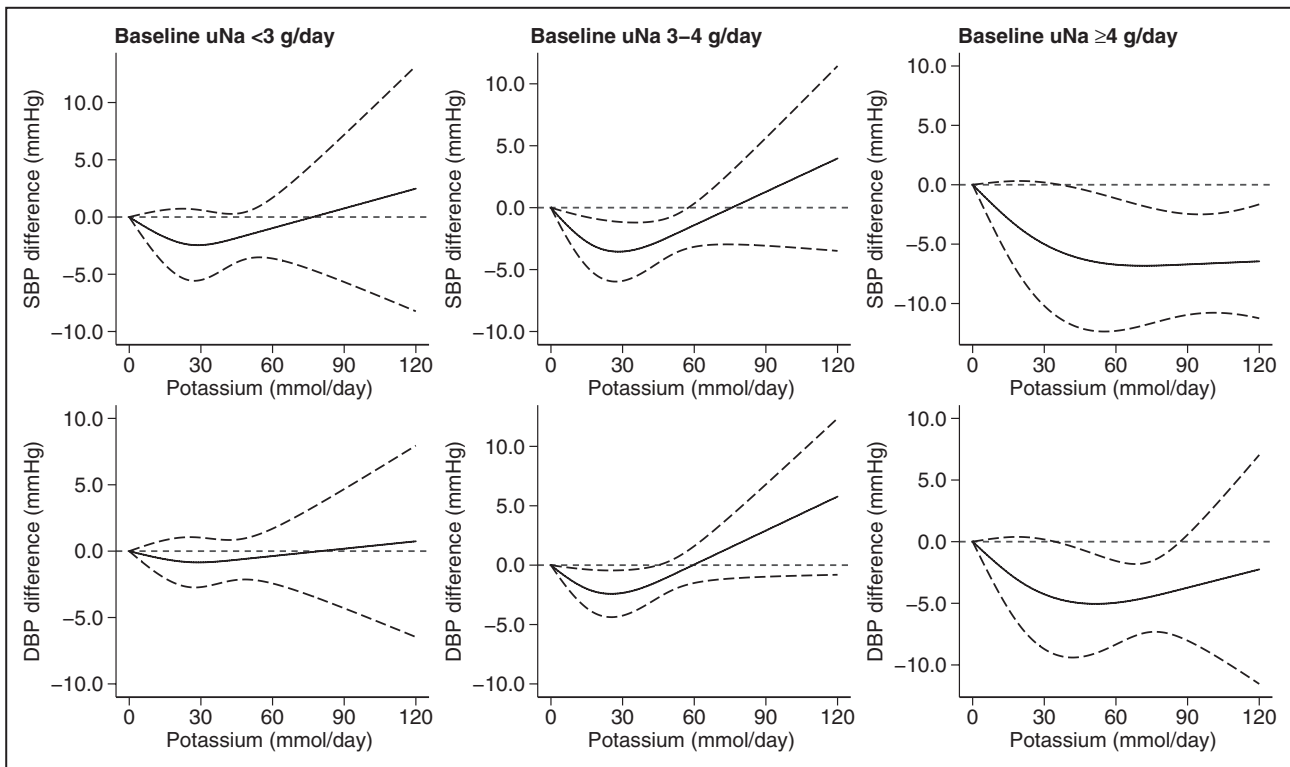 Baseline uNa <3 g/day
SBP difference (mmHg)
10.0
5.0
0.0
−5.0
−10.0
0 30 60 90 120
Potassium (mmol/day)
Baseline uNa 3−4 g/day
SBP difference (mmHg)
10.0
5.0
0.0
−5.0
−10.0
0 30 60 90 120
Potassium (mmol/day)
Baseline uNa ≥4 g/day
SBP difference (mmHg)
10.0
5.0
0.0
−5.0
−10.0
0 30 60 90 120
Potassium (mmol/day)
DBP difference (mmHg)
10.0
5.0
0.0
−5.0
−10.0
0 30 60 90 120
Potassium (mmol/day)
DBP difference (mmHg)
10.0
5.0
0.0
−5.0
−10.0
0 30 60 90 120
Potassium (mmol/day)
DBP difference (mmHg)
10.0
5.0
0.0
−5.0
−10.0
0 30 60 90 120
Potassium (mmol/day)